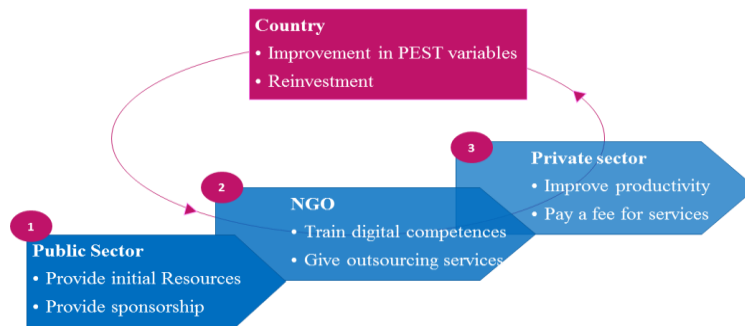 Country
• Improvement in PEST variables
• Reinvestment
3
Private sector
• Improve productivity
• Pay a fee for services
2
NGO
• Train digital competences
• Give outsourcing services
1
Public Sector
• Provide initial Resources
• Provide sponsorship